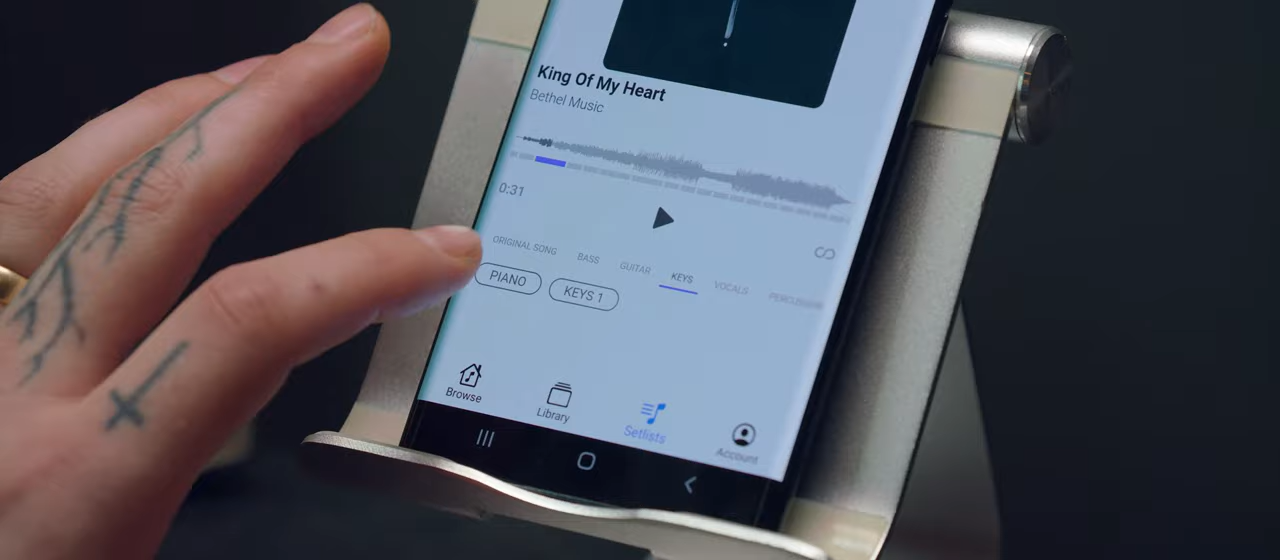 King Of My Heart
Bethel Music
0:31
ORIGINAL SONG BASS GUITAR KEYS VOCALS PERCUSSION
PIANO KEYS 1
Browse Library Setlists Account